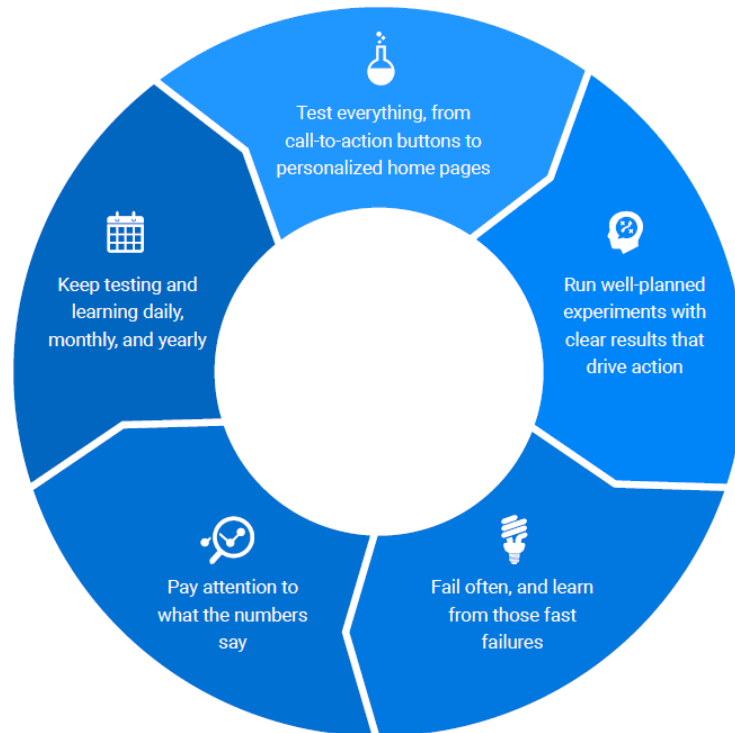 Test everything, from
call-to-action buttons to
personalized home pages
Run well-planned
experiments with
clear results that
drive action
Fail often, and learn
from those fast
failures
Pay attention to
what the numbers
say
Keep testing and
learning daily,
monthly, and yearly